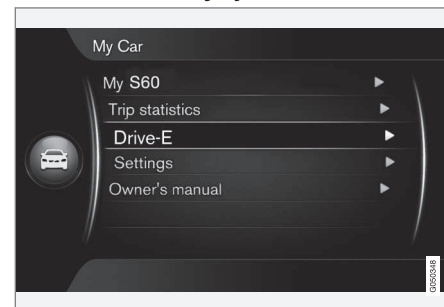 My Car
My S60
Trip statistics
Drive-E
Settings
Owner's manual
G050348